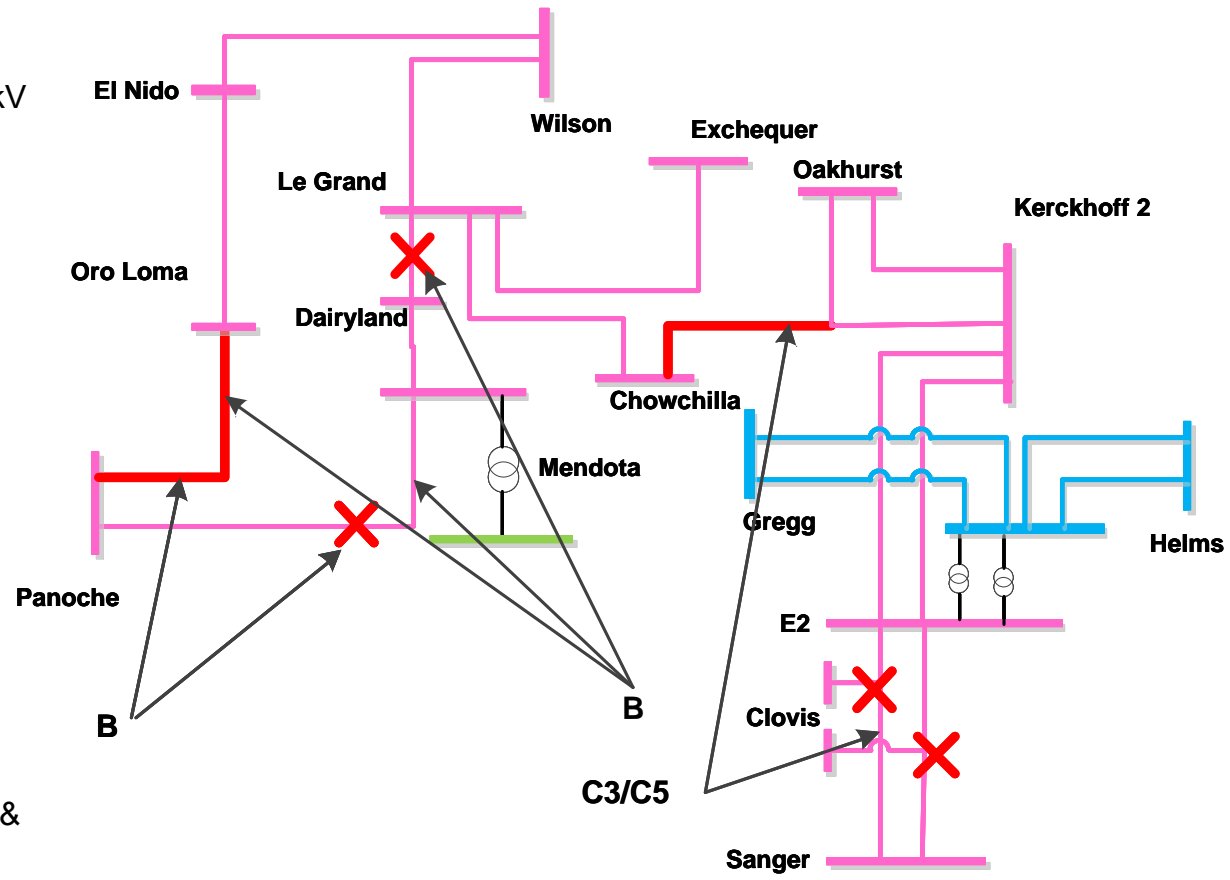 kV
El Nido
Wilson
Exchequer
Oakhurst
Le Grand
Kerckhoff 2
Oro Loma
Dairyland
Chowchilla
Mendota
Gregg
Helms
Panoche
E2
B
B
Clovis
C3/C5
&
Sanger